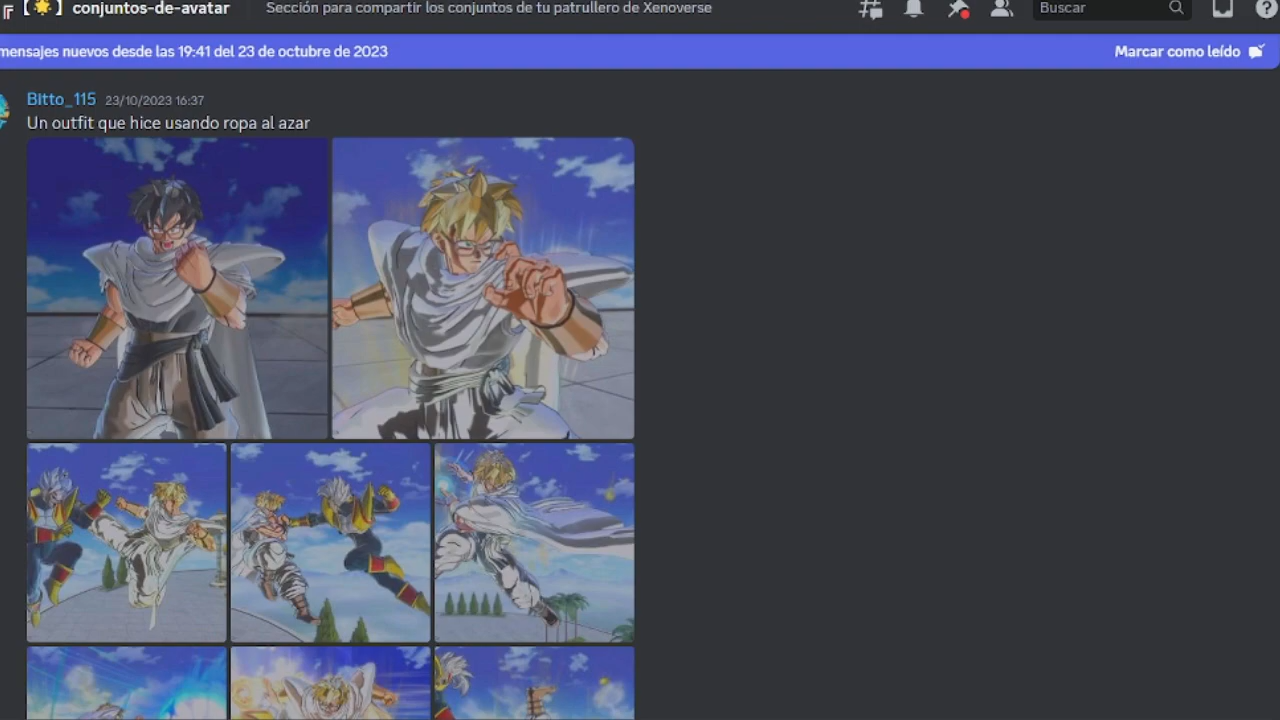 【🌟】conjuntos-de-avatar
Sección para compartir los conjuntos de tu patrullero de Xenoverse
Buscar
mensajes nuevos desde las 19:41 del 23 de octubre de 2023
Marcar como leído
BItto_115 23/10/2023 16:37
Un outfit que hice usando ropa al azar